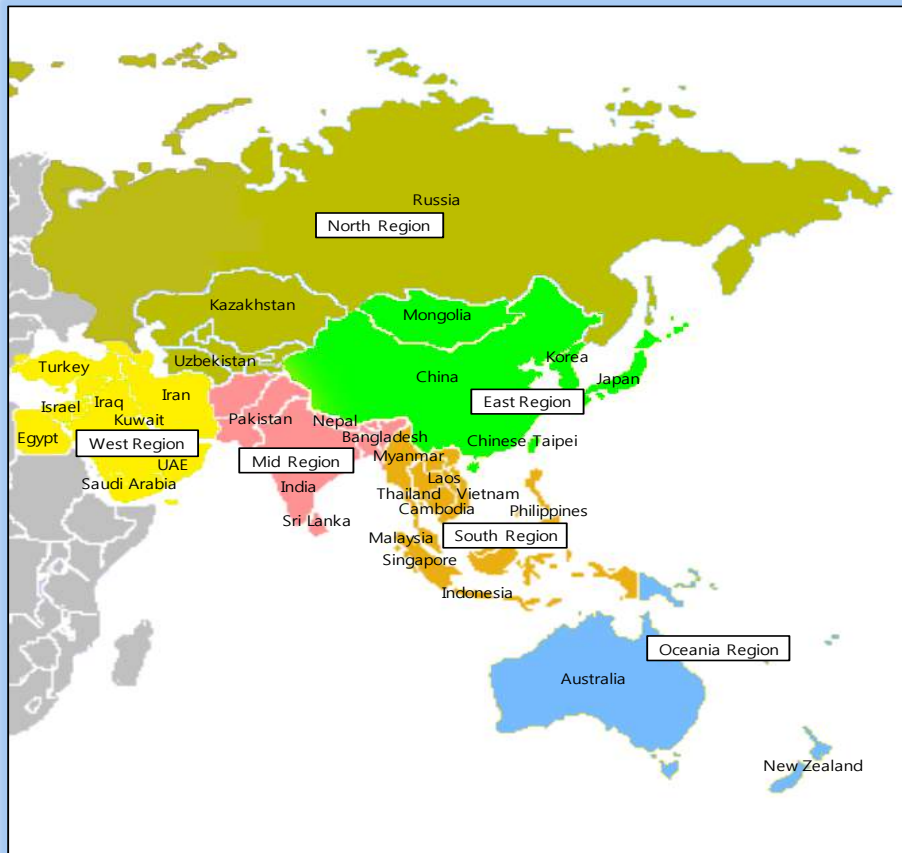 Russia
North Region
Kazakhstan
Mongolia
Uzbekistan
Korea
Turkey
China
Japan
Iran
Israel
Iraq
East Region
Kuwait
Pakistan
Nepal
Egypt
West Region
Bangladesh
Chinese Taipei
Mid Region
Myanmar
UAE
Laos
Saudi Arabia
India
Thailand
Vietnam
Cambodia
Philippines
Sri Lanka
Malaysia
South Region
Singapore
Indonesia
Oceania Region
Australia
New Zealand